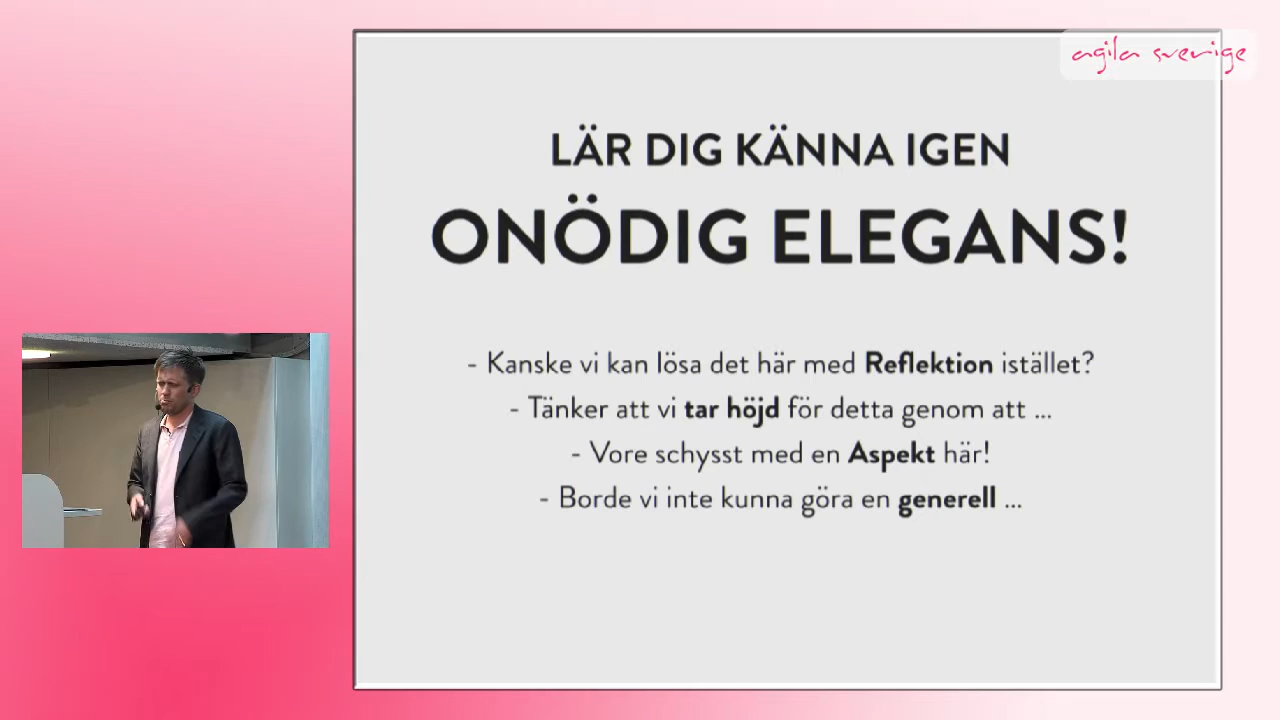 agila sverige
LÄR DIG KÄNNA IGEN
ONÖDIG ELEGANS!
- Kanske vi kan lösa det här med Reflektion istället?
- Tänker att vi tar höjd för detta genom att ...
- Vore schysst med en Aspekt här!
- Borde vi inte kunna göra en generell ...